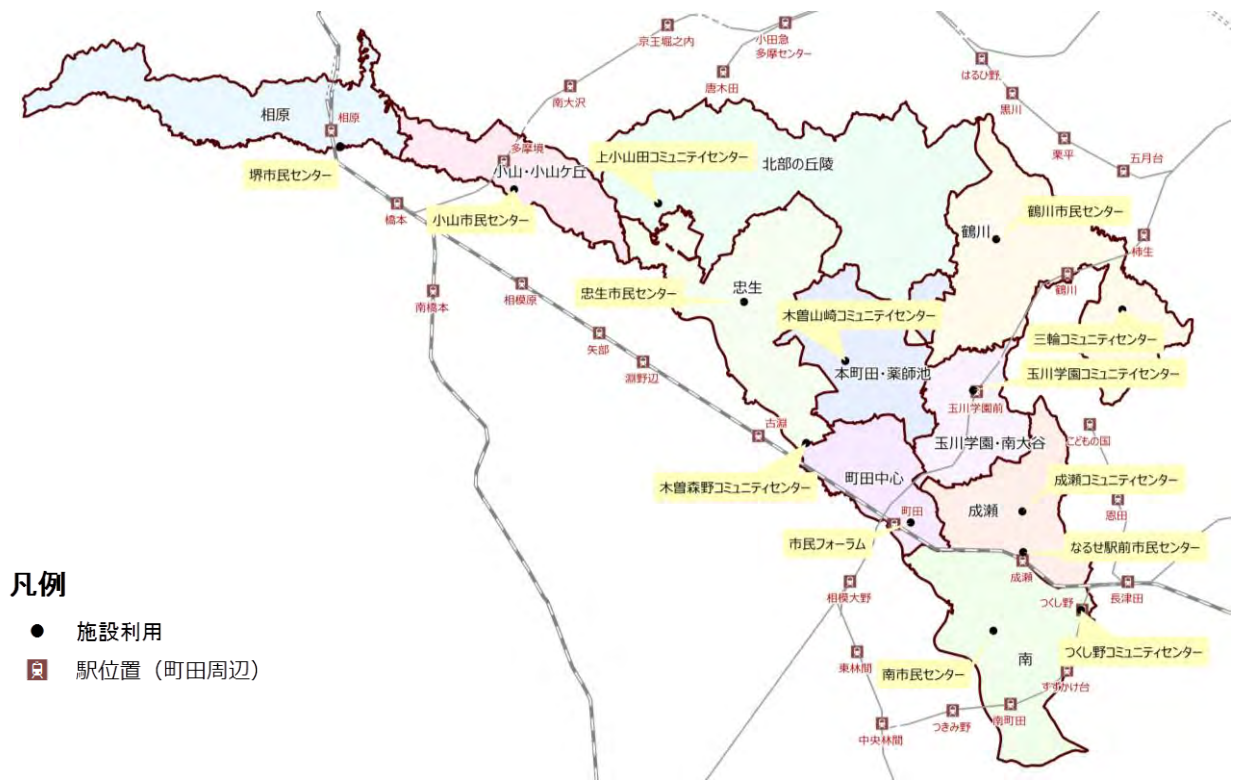 京王堀之内
小田急
多摩センター
はるひ野
唐木田
南大沢
黒川
栗平
五月台
相原
相原
多摩境
上小山田コミュニテイセンター
北部の丘陵
堺市民センター
小山・小山ケ丘
橋本
小山市民センター
鶴川市民センター
鶴川
柿生
鶴川
南橋本
相模原
忠生市民センター
忠生
木曽山崎コミュニテイセンター
矢部
三輪コミュニティセンター
淵野辺
本町田・薬師池
玉川学園コミュニテイセンター
玉川学園前
古淵
こどもの国
玉川学園・南大谷
木曽森野コミュニティセンター
町田中心
成瀬コミュニティセンター
成瀬
恩田
町田
市民フォーラム
なるせ駅前市民センター
成瀬
相模大野
長津田
つくし野
つくし野コミュニティセンター
東林間
南市民センター
南
すずかけ台
中央林間
つきみ野
南町田
凡例
施設利用
駅位置（町田周辺）